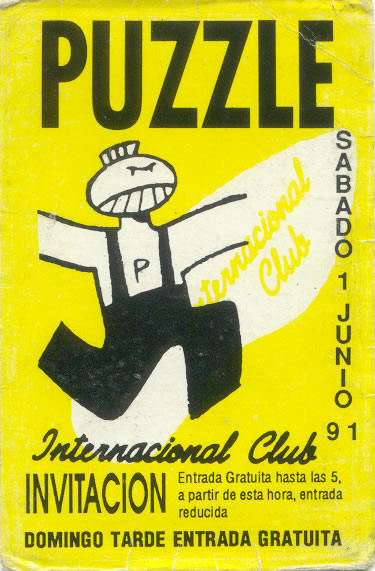 PUZZLE
SABADO 1 JUNIO 91
Internacional
Club
P
Internacional Club
INVITACION
Entrada Gratuita hasta las 5,
a partir de esta hora, entrada
reducida
DOMINGO TARDE ENTRADA GRATUITA